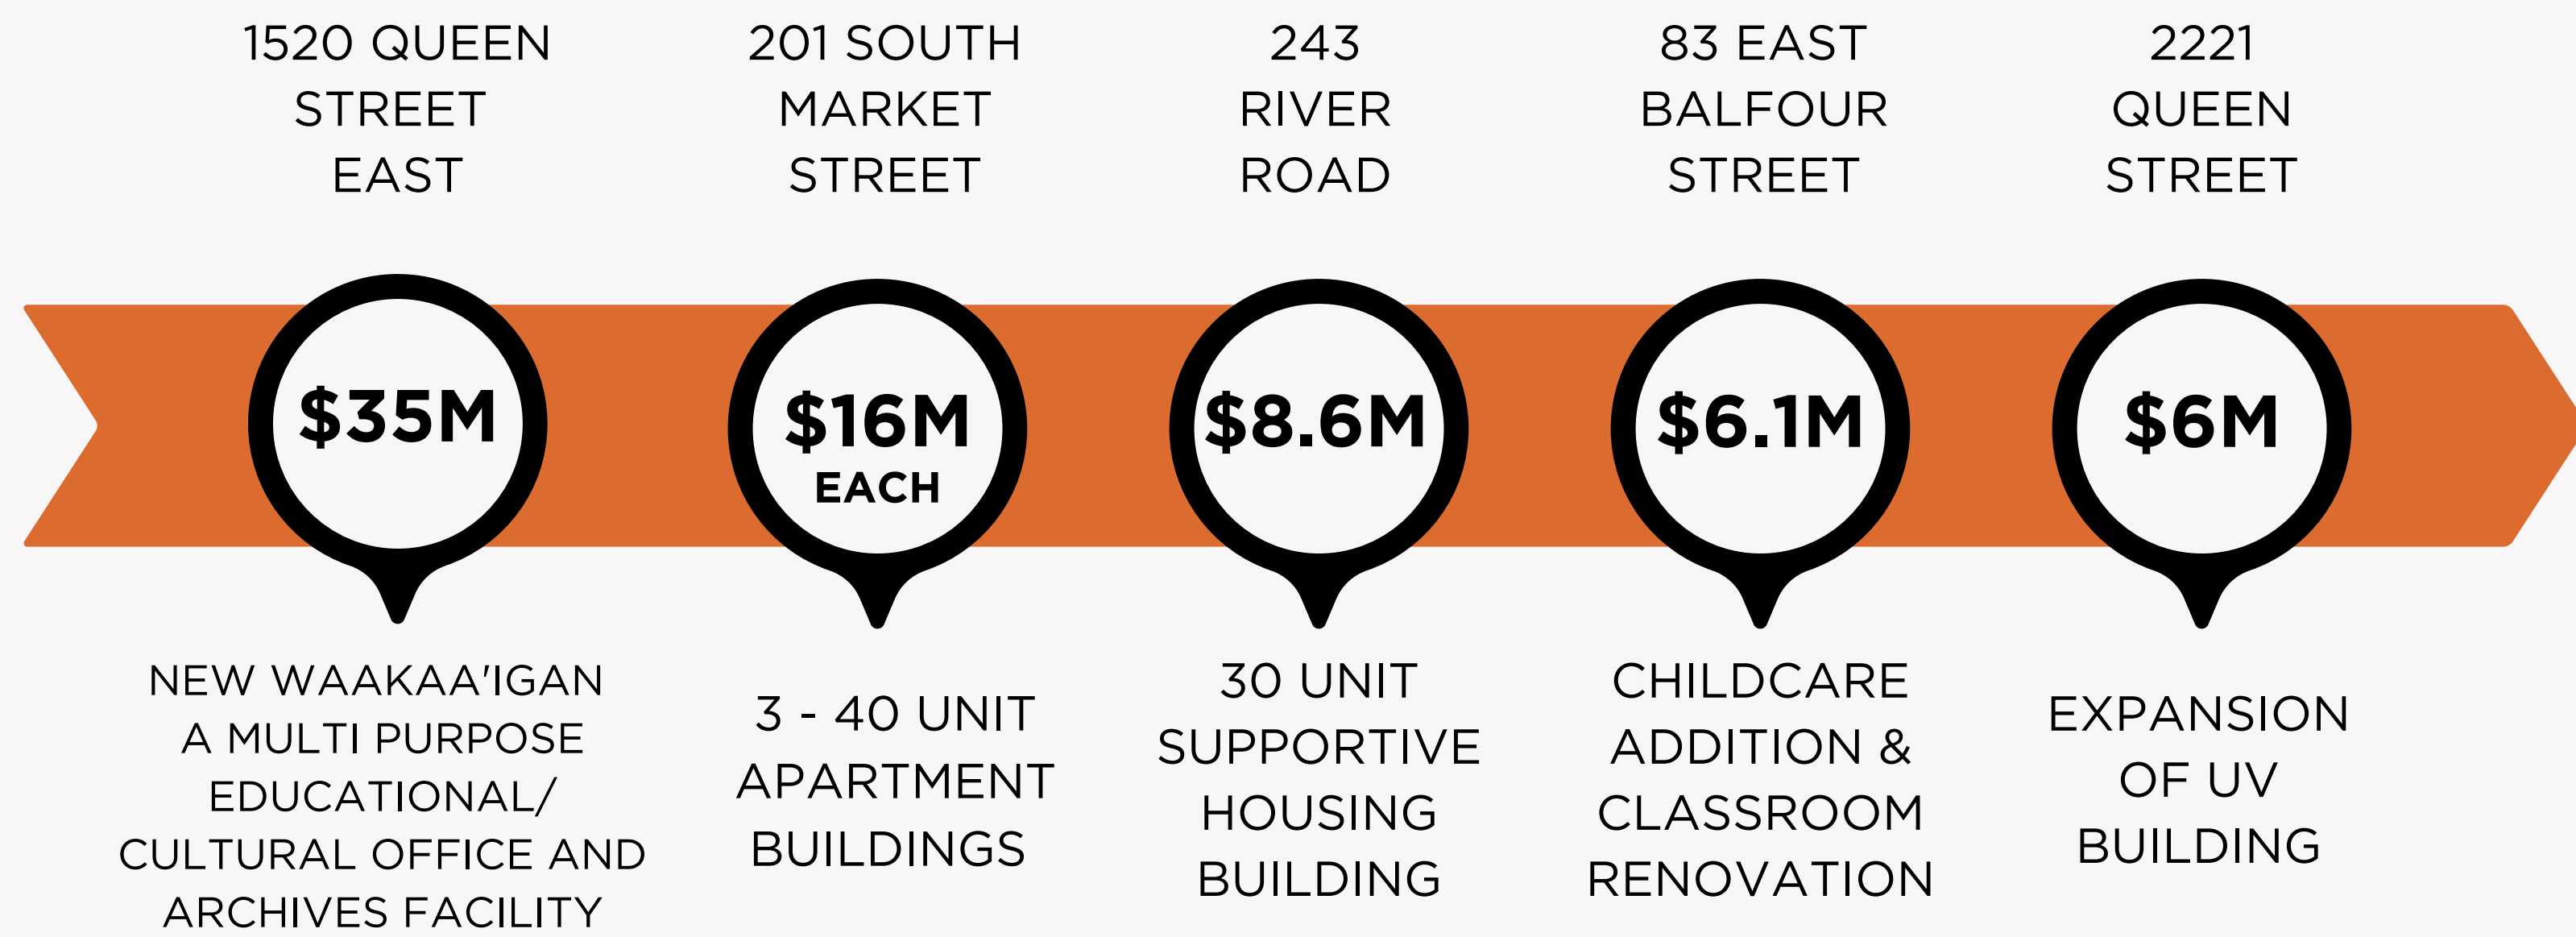 1520 QUEEN
STREET
EAST
$35M
NEW WAAKAA'IGAN
A MULTI PURPOSE
EDUCATIONAL/
CULTURAL OFFICE AND
ARCHIVES FACILITY
201 SOUTH
MARKET
STREET
$16M
EACH
3 - 40 UNIT
APARTMENT
BUILDINGS
243
RIVER
ROAD
$8.6M
30 UNIT
SUPPORTIVE
HOUSING
BUILDING
83 EAST
BALFOUR
STREET
$6.1M
CHILDCARE
ADDITION &
CLASSROOM
RENOVATION
2221
QUEEN
STREET
$6M
EXPANSION
OF UV
BUILDING